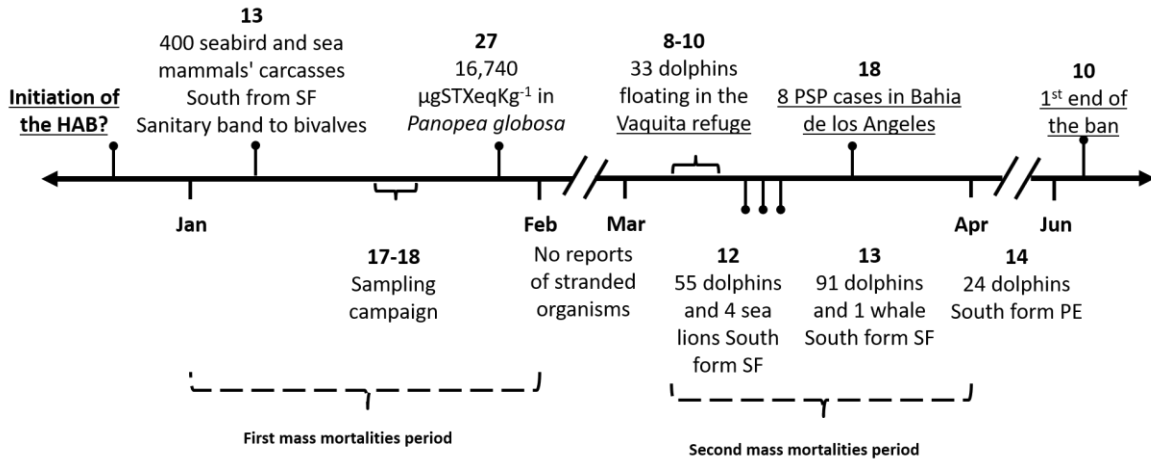 13
400 seabird and sea
mammals' carcasses
South from SF
Sanitary band to bivalves
Initiation of
the HAB?
27
16,740
µgSTXeqKg⁻¹ in
Panopea globosa
8-10
33 dolphins
floating in the
Vaquita refuge
18
8 PSP cases in Bahia
de los Angeles
10
1st end of
the ban
Jan
Feb
Mar
Apr
Jun
17-18
Sampling
campaign
No reports
of stranded
organisms
12
55 dolphins
and 4 sea
lions South
form SF
13
91 dolphins
and 1 whale
South form SF
14
24 dolphins
South form PE
First mass mortalities period
Second mass mortalities period